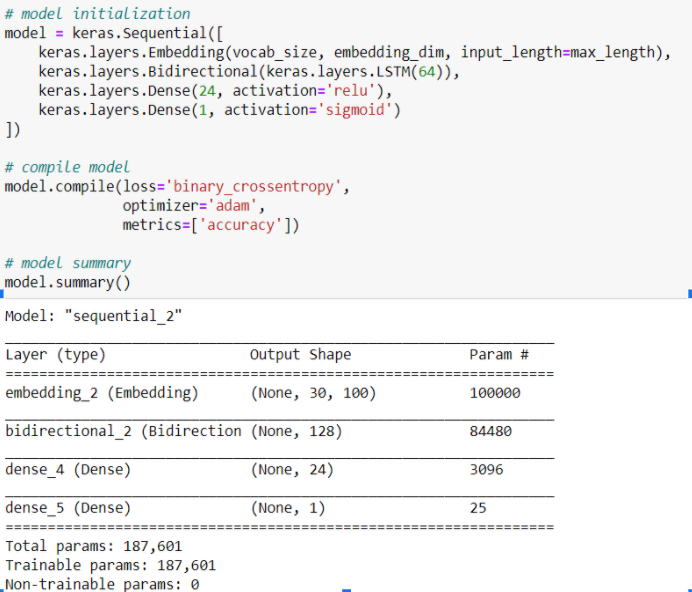 # model initialization
model = keras.Sequential([
    keras.layers.Embedding(vocab_size, embedding_dim, input_length=max_length),
    keras.layers.Bidirectional(keras.layers.LSTM(64)),
    keras.layers.Dense(24, activation='relu'),
    keras.layers.Dense(1, activation='sigmoid')
])
# compile model
model.compile(loss='binary_crossentropy',
              optimizer='adam',
              metrics=['accuracy'])
# model summary
model.summary()
Model: "sequential_2"
_________________________________________________________________
Layer (type)                 Output Shape              Param #
=================================================================
embedding_2 (Embedding)      (None, 30, 100)           100000
_________________________________________________________________
bidirectional_2 (Bidirection (None, 128)               84480
_________________________________________________________________
dense_4 (Dense)              (None, 24)                3096
_________________________________________________________________
dense_5 (Dense)              (None, 1)                 25
=================================================================
Total params: 187,601
Trainable params: 187,601
Non-trainable params: 0